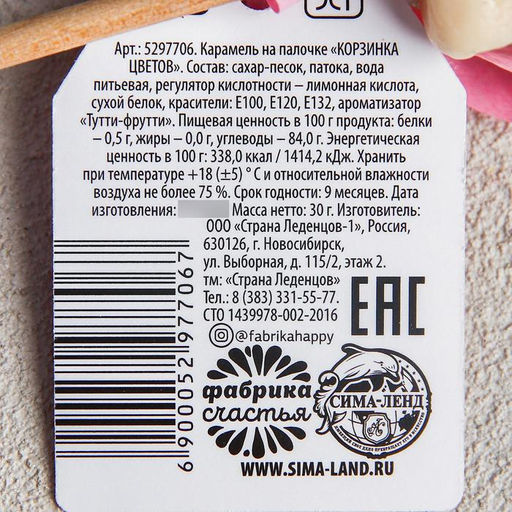 РСТ
Арт.: 5297706. Карамель на палочке «КОРЗИНКА
ЦВЕТОВ». Состав: сахар-песок, патока, вода
питьевая, регулятор кислотности – лимонная кислота,
сухой белок, красители: Е100, Е120, Е132, ароматизатор
«Тутти-фрутти». Пищевая ценность в 100 г продукта: белки
– 0,5 г, жиры – 0,0 г, углеводы – 84,0 г. Энергетическая
ценность в 100 г: 338,0 ккал / 1414,2 кДж. Хранить
при температуре +18 (±5) °С и относительной влажности
воздуха не более 75 %. Срок годности: 9 месяцев. Дата
изготовления: Масса нетто: 30 г. Изготовитель:
ООО «Страна Леденцов-1», Россия,
630126, г. Новосибирск,
ул. Выборная, д. 115/2, этаж 2.
тм: «Страна Леденцов»
Тел.: 8 (383) 331-55-77.
СТО 1439978-002-2016
@fabrikahappy
ЕАС
6900052977067
фабрика
счастья
СИМА-ЛЕНД
WWW.SIMA-LAND.RU